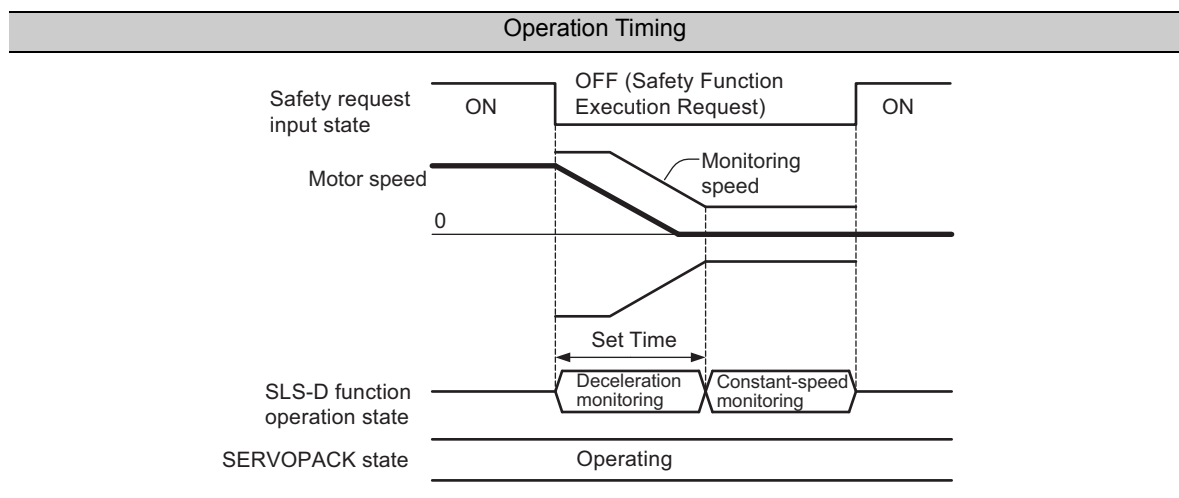 Operation Timing
Safety request
input state
ON
OFF (Safety Function
Execution Request)
ON
Motor speed
Monitoring
speed
0
Set Time
SLS-D function
operation state
Deceleration
monitoring
Constant-speed
monitoring
SERVOPACK state
Operating